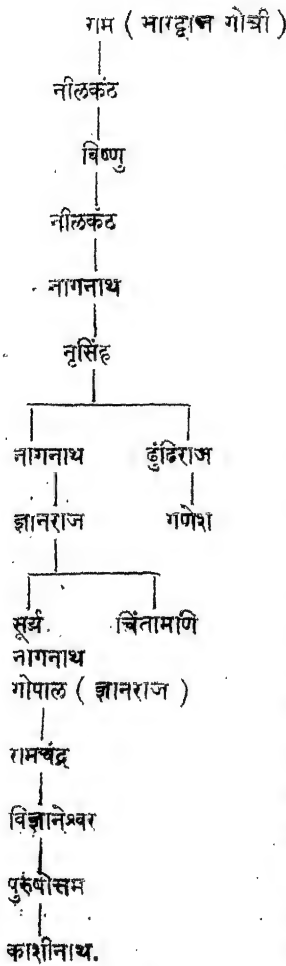 राम ( भारद्वाज गोत्री )
नीलकंठ
विष्णु
नीलकंठ
नागनाथ
नृसिंह
नागनाथ ढुंढिराज
ज्ञानराज गणेश
सूर्य. चिंतामणि
नागनाथ
गोपाल ( ज्ञानराज )
रामचंद्र
विज्ञानेश्वर
पुरुषोत्तम
काशीनाथ.